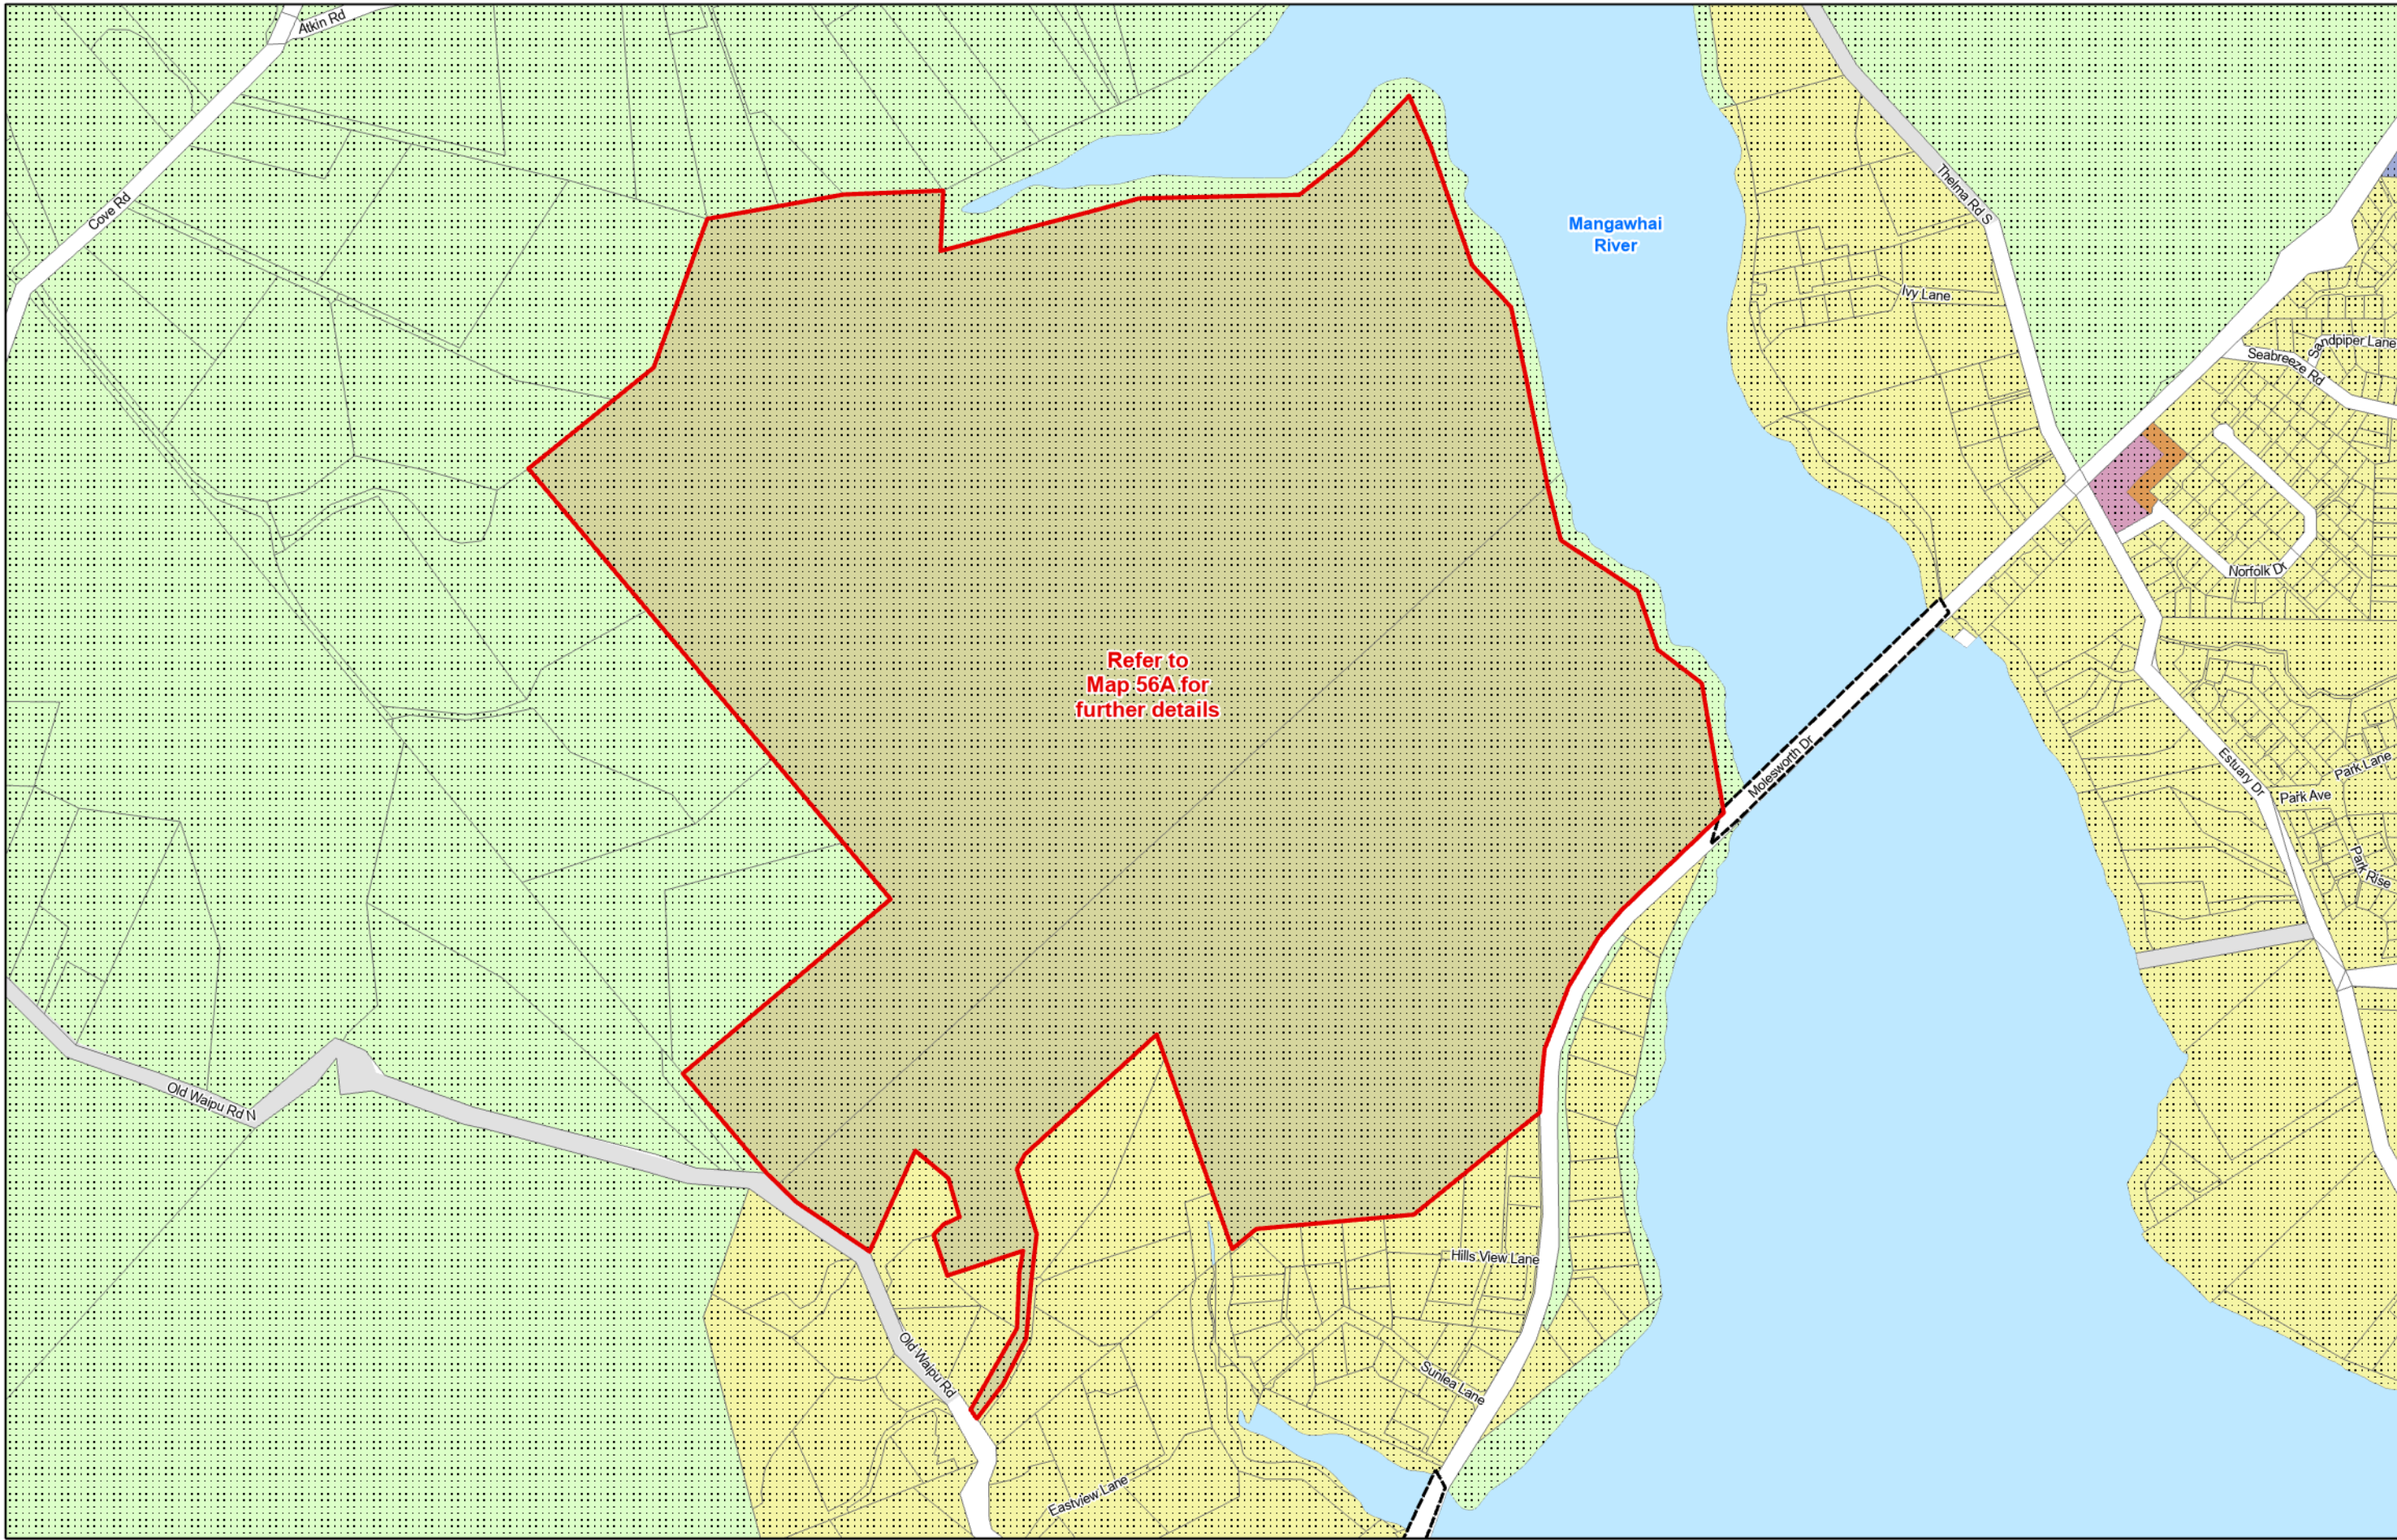 Atkin Rd
Cove Rd
Thelma Rd S
Mangawhai
River
Ivy Lane
Sandpiper Lane
Seabreeze Rd
Norfolk Dr
Refer to
Map 56A for
further details
Molesworth Dr
Estuary Dr
Park Lane
Park Ave
Park Rise
Old Waipu Rd N
Hills View Lane
Old Waipu Rd
Sunlea Lane
Eastview Lane